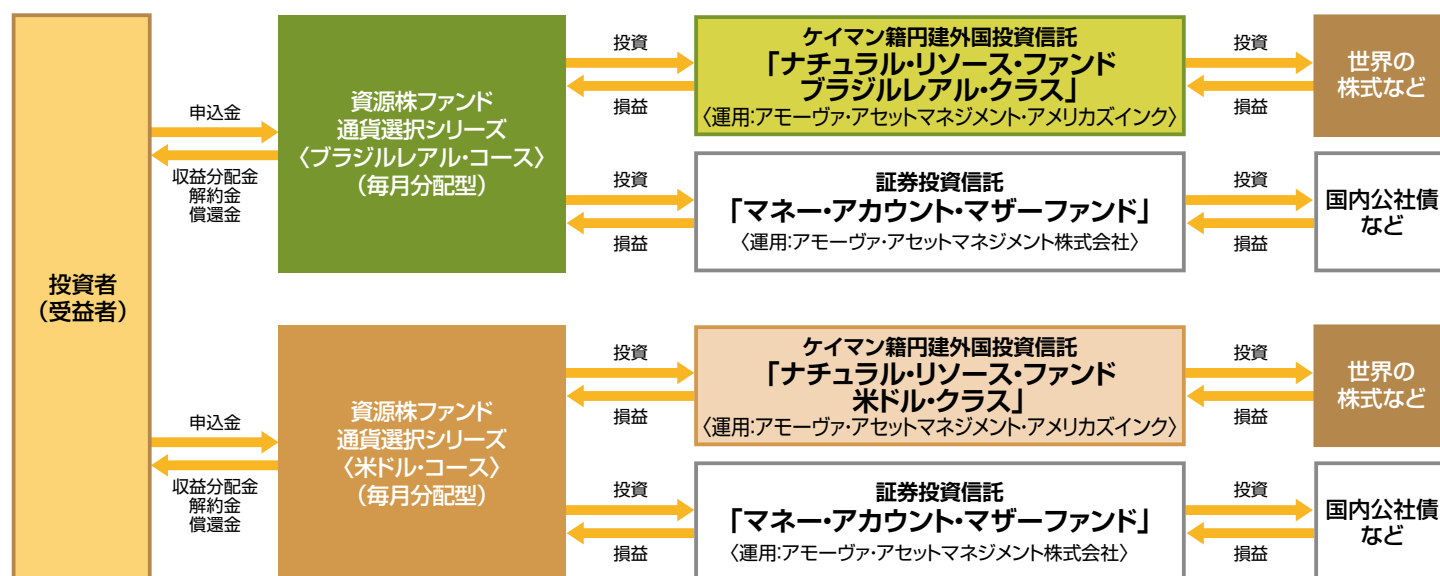 投資者
（受益者）
申込金
収益分配金
解約金
償還金
資源株ファンド
通貨選択シリーズ
〈ブラジルレアル・コース〉
（毎月分配型）
投資
損益
ケイマン籍円建外国投資信託
「ナチュラル・リソース・ファンド
ブラジルレアル・クラス」
〈運用:アモーヴァ・アセットマネジメント・アメリカズインク〉
投資
損益
世界の
株式など
投資
損益
証券投資信託
「マネー・アカウント・マザーファンド」
〈運用:アモーヴァ・アセットマネジメント株式会社〉
投資
損益
国内公社債
など
申込金
収益分配金
解約金
償還金
資源株ファンド
通貨選択シリーズ
〈米ドル・コース〉
（毎月分配型）
投資
損益
ケイマン籍円建外国投資信託
「ナチュラル・リソース・ファンド
米ドル・クラス」
〈運用:アモーヴァ・アセットマネジメント・アメリカズインク〉
投資
損益
世界の
株式など
投資
損益
証券投資信託
「マネー・アカウント・マザーファンド」
〈運用:アモーヴァ・アセットマネジメント株式会社〉
投資
損益
国内公社債
など